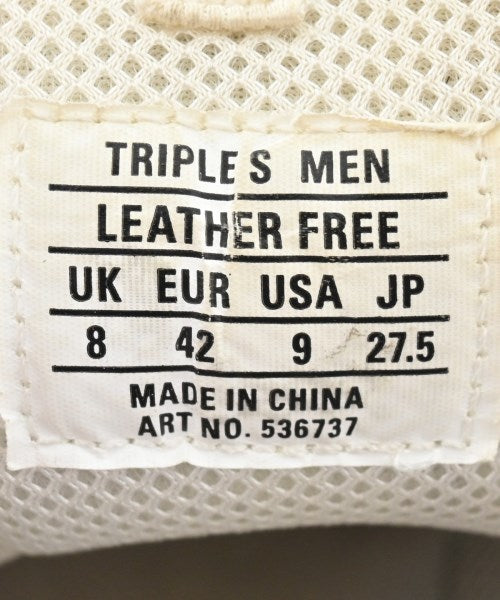 TRIPLE S MEN
LEATHER FREE
UK EUR USA JP
8 42 9 27.5
MADE IN CHINA
ART NO. 536737